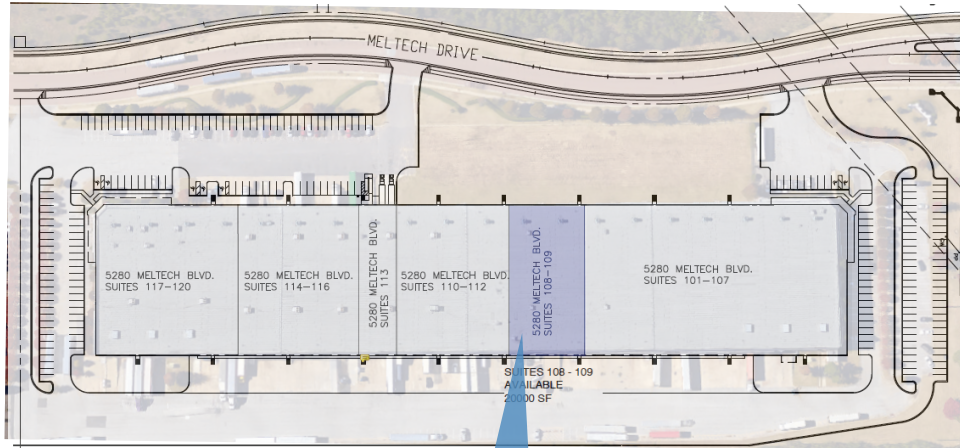 MELTECH DRIVE
5280 MELTECH BLVD.
SUITES 117-120
5280 MELTECH BLVD.
SUITES 114-116
5280 MELTECH BLVD.
SUITES 113
5280 MELTECH BLVD.
SUITES 110-112
5280 MELTECH BLVD.
SUITES 108-109
5280 MELTECH BLVD.
SUITES 101-107
SUITES 108 - 109
AVAILABLE
20000 SF